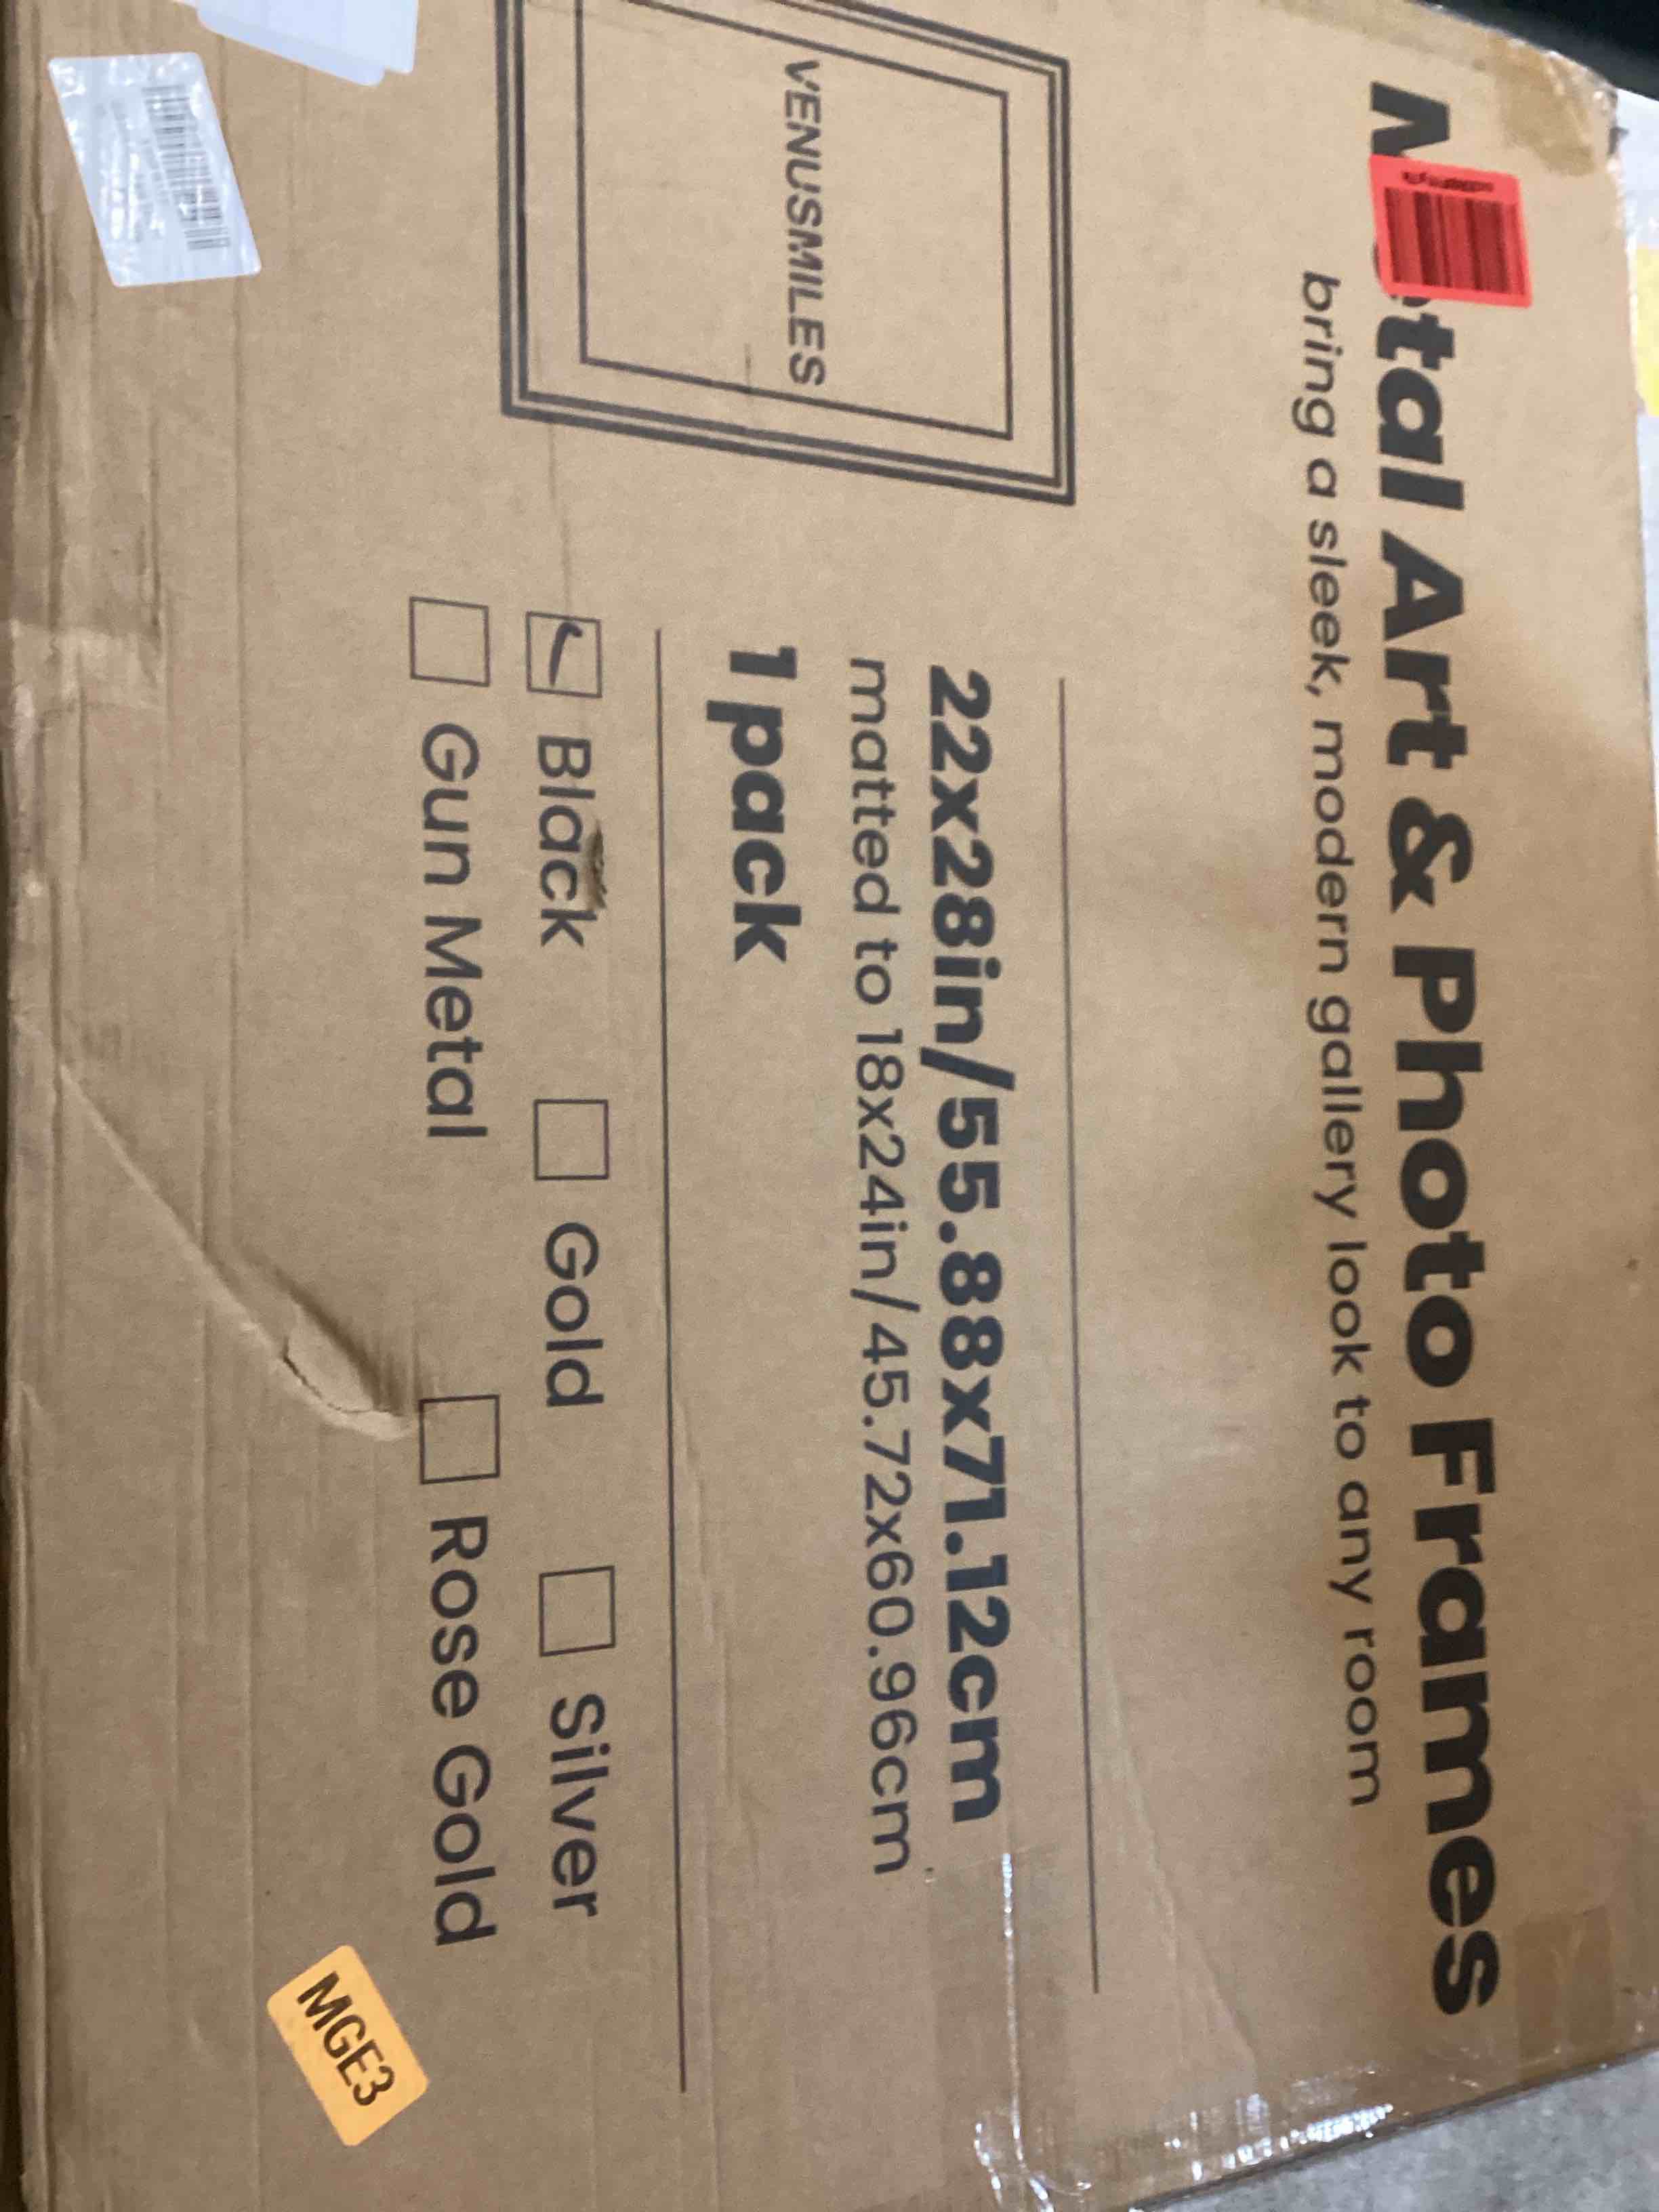 Metal Art & Photo Frames
bring a sleek, modern gallery look to any room
VENUSMILES
22x28in/55.88x71.12cm
matted to 18x24in/45.72x60.96cm
1 pack
Black Gold Silver
Gun Metal Rose Gold
MGE3